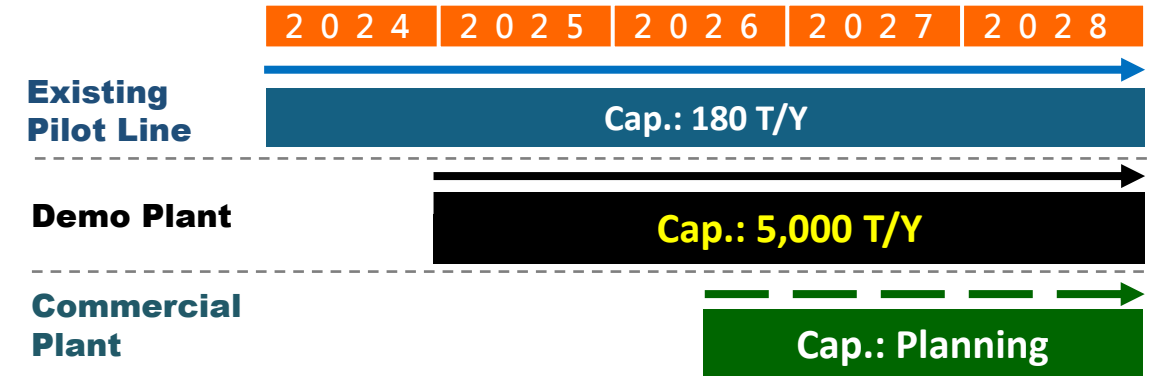 2024 2025 2026 2027 2028
Existing
Pilot Line
Cap.: 180 T/Y
Demo Plant
Cap.: 5,000 T/Y
Commercial
Plant
Cap.: Planning